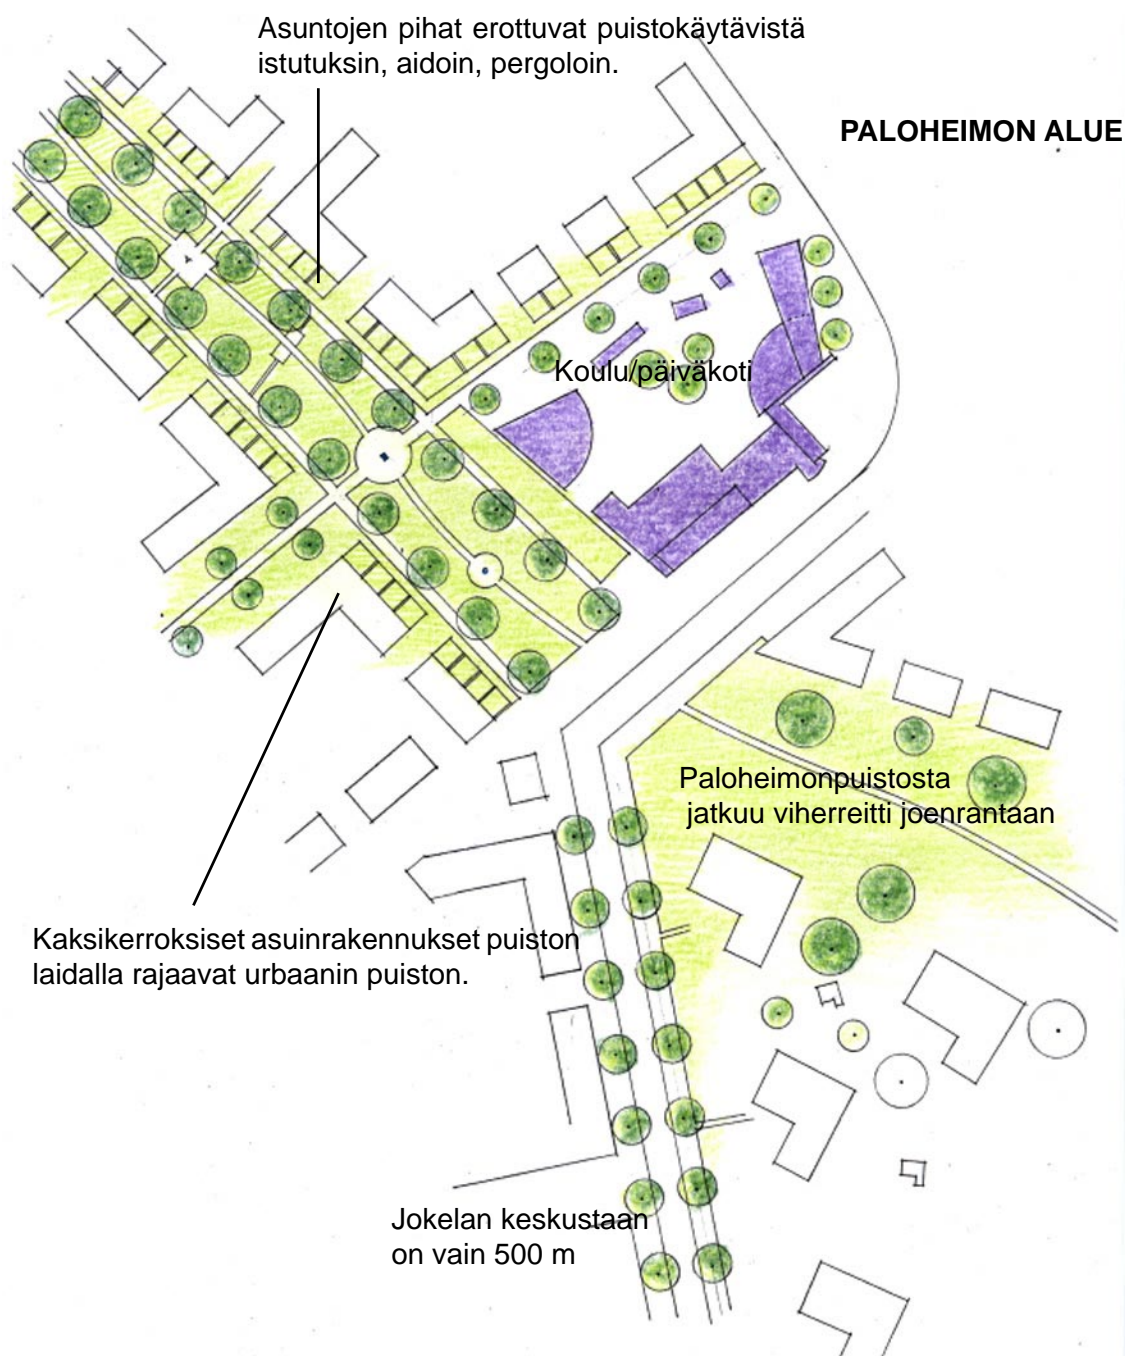 Asuntojen pihat erottuvat puistokäytävistä
istutuksin, aidoin, pergoloin.
PALOHEIMON ALUE
Koulu/päiväkoti
Paloheimonpuistosta
jatkuu viherreitti joenrantaan
Kaksikerroksiset asuinrakennukset puiston
laidalla rajaavat urbaanin puiston.
Jokelan keskustaan
on vain 500 m